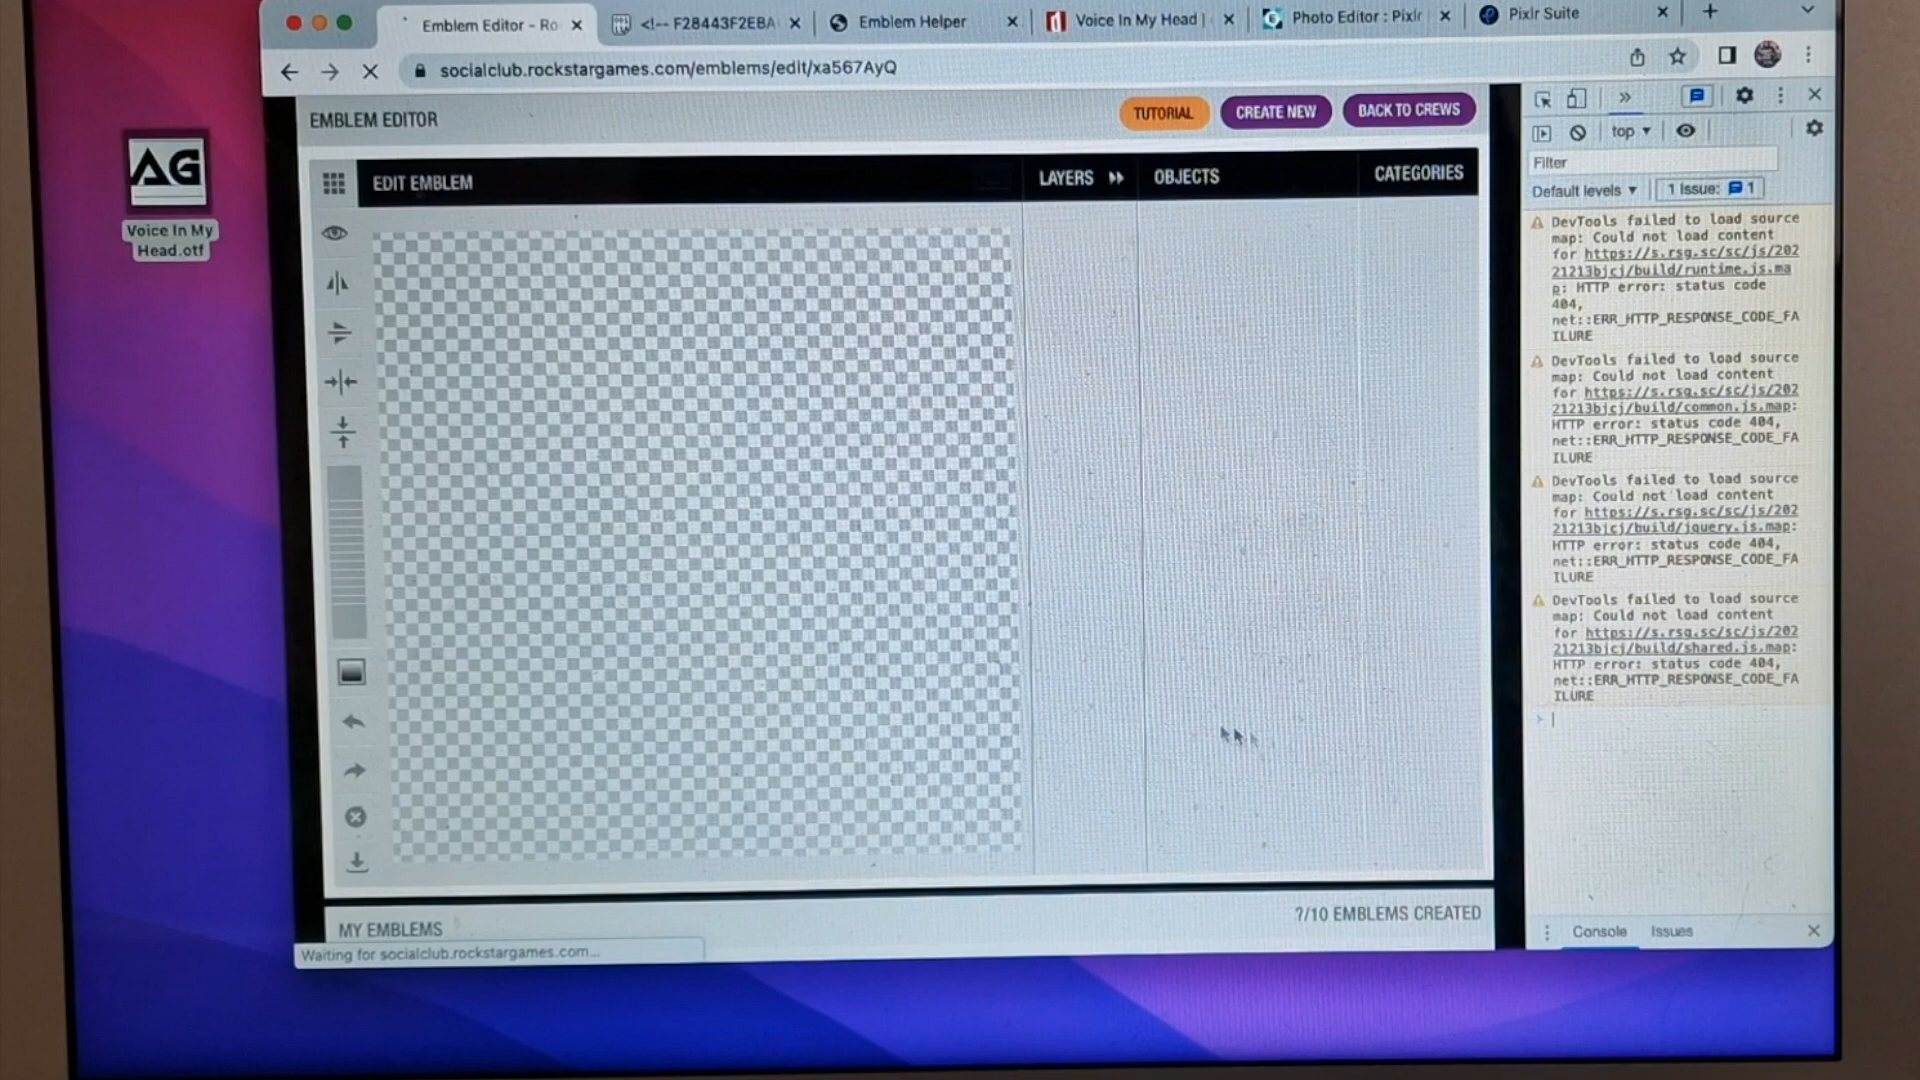 Emblem Editor - Ro
<!-- F28443F2EBA
Emblem Helper
Voice In My Head |
Photo Editor : Pixlr
Pixlr Suite
socialclub.rockstargames.com/emblems/edit/xa567AyQ
EMBLEM EDITOR
TUTORIAL
CREATE NEW
BACK TO CREWS
EDIT EMBLEM
LAYERS
OBJECTS
CATEGORIES
AG
Voice In My
Head.otf
top
Filter
Default levels
1 Issue: 1
DevTools failed to load source
map: Could not load content
for https://s.rsg.sc/sc/js/202
21213bjcj/build/runtime.js.ma
p: HTTP error: status code
404,
net::ERR_HTTP_RESPONSE_CODE_FA
ILURE
DevTools failed to load source
map: Could not load content
for https://s.rsg.sc/sc/js/202
21213bjcj/build/common.js.map:
HTTP error: status code 404,
net::ERR_HTTP_RESPONSE_CODE_FA
ILURE
DevTools failed to load source
map: Could not load content
for https://s.rsg.sc/sc/js/202
21213bjcj/build/jquery.js.map:
HTTP error: status code 404,
net::ERR_HTTP_RESPONSE_CODE_FA
ILURE
DevTools failed to load source
map: Could not load content
for https://s.rsg.sc/sc/js/202
21213bjcj/build/shared.js.map:
HTTP error: status code 404,
net::ERR_HTTP_RESPONSE_CODE_FA
ILURE
MY EMBLEMS
?/10 EMBLEMS CREATED
Waiting for socialclub.rockstargames.com...
Console
Issues